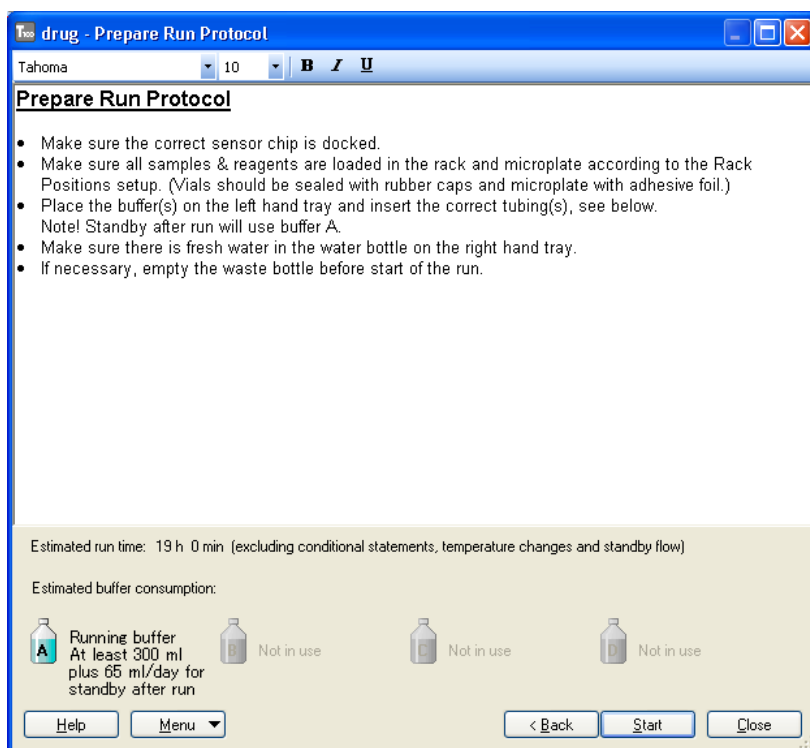 T100 drug - Prepare Run Protocol
Tahoma 10 B I U
Prepare Run Protocol
• Make sure the correct sensor chip is docked.
• Make sure all samples & reagents are loaded in the rack and microplate according to the Rack
Positions setup. (Vials should be sealed with rubber caps and microplate with adhesive foil.)
• Place the buffer(s) on the left hand tray and insert the correct tubing(s), see below.
Note! Standby after run will use buffer A.
• Make sure there is fresh water in the water bottle on the right hand tray.
• If necessary, empty the waste bottle before start of the run.
Estimated run time: 19 h 0 min (excluding conditional statements, temperature changes and standby flow)
Estimated buffer consumption:
A Running buffer
At least 300 ml
plus 65 ml/day for
standby after run
B Not in use
C Not in use
D Not in use
Help Menu < Back Start Close